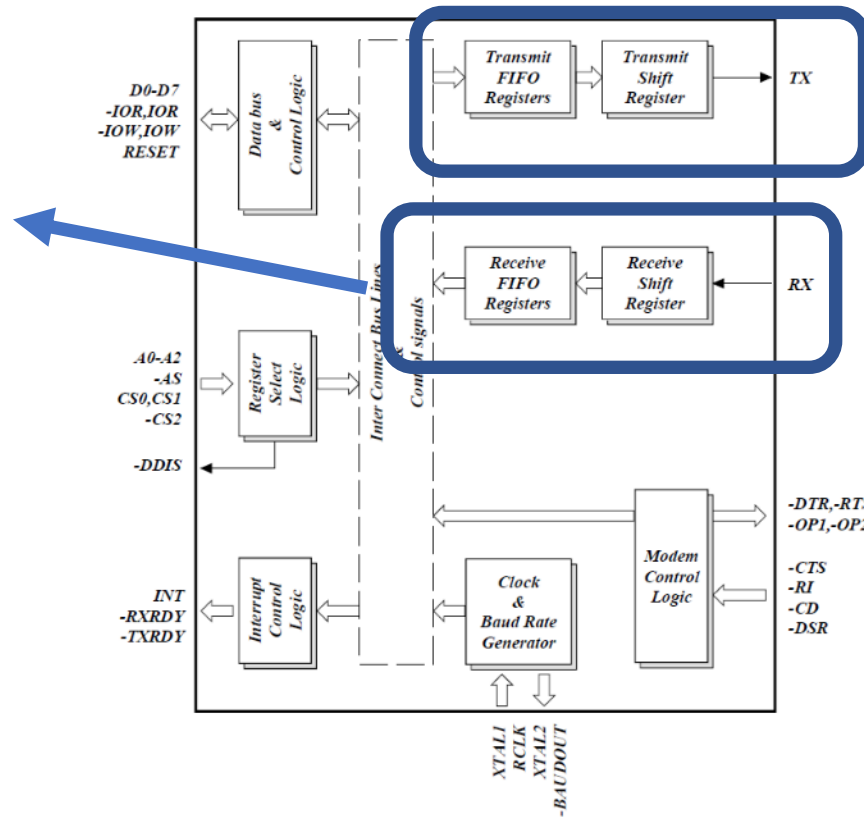 D0-D7
-IOR,IOR
-IOW,IOW
RESET
Data bus
&
Control Logic
Transmit
FIFO
Registers
Transmit
Shift
Register
TX
Receive
FIFO
Registers
Receive
Shift
Register
RX
Inter Connect Bus Lines
&
Control signals
A0-A2
-AS
CS0,CS1
-CS2
Register
Select
Logic
-DDIS
INT
-RXRDY
-TXRDY
Interrupt
Control
Logic
Clock
&
Baud Rate
Generator
Modem
Control
Logic
-DTR,-RTS
-OP1,-OP2
-CTS
-RI
-CD
-DSR
XTAL1
RCLK
XTAL2
-BAUDOUT